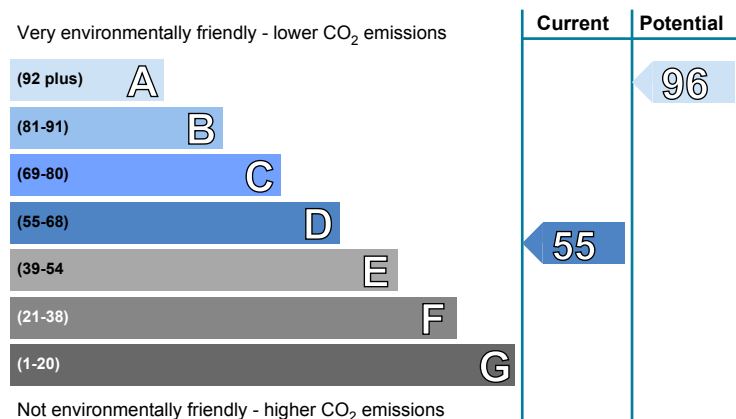 Current Potential
Very environmentally friendly - lower CO2 emissions
(92 plus) A 96
(81-91) B
(69-80) C
(55-68) D
55
(39-54 E
(21-38) F
(1-20) G
Not environmentally friendly - higher CO2 emissions